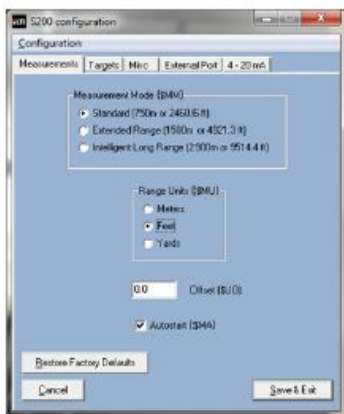 S200 configuration
Configuration
Measurements Targets Misc External Port 4 - 20 mA
Measurement Mode ($MM)
Standard (750m or 2460.6 ft)
Extended Range (1500m or 4921.3 ft)
Intelligent Long Range (2900m or 9514.4 ft)
Range Units ($MU)
Meters
Feet
Yards
0.0 Offset ($UO)
Autostart ($MA)
Restore Factory Defaults
Cancel Save & Exit